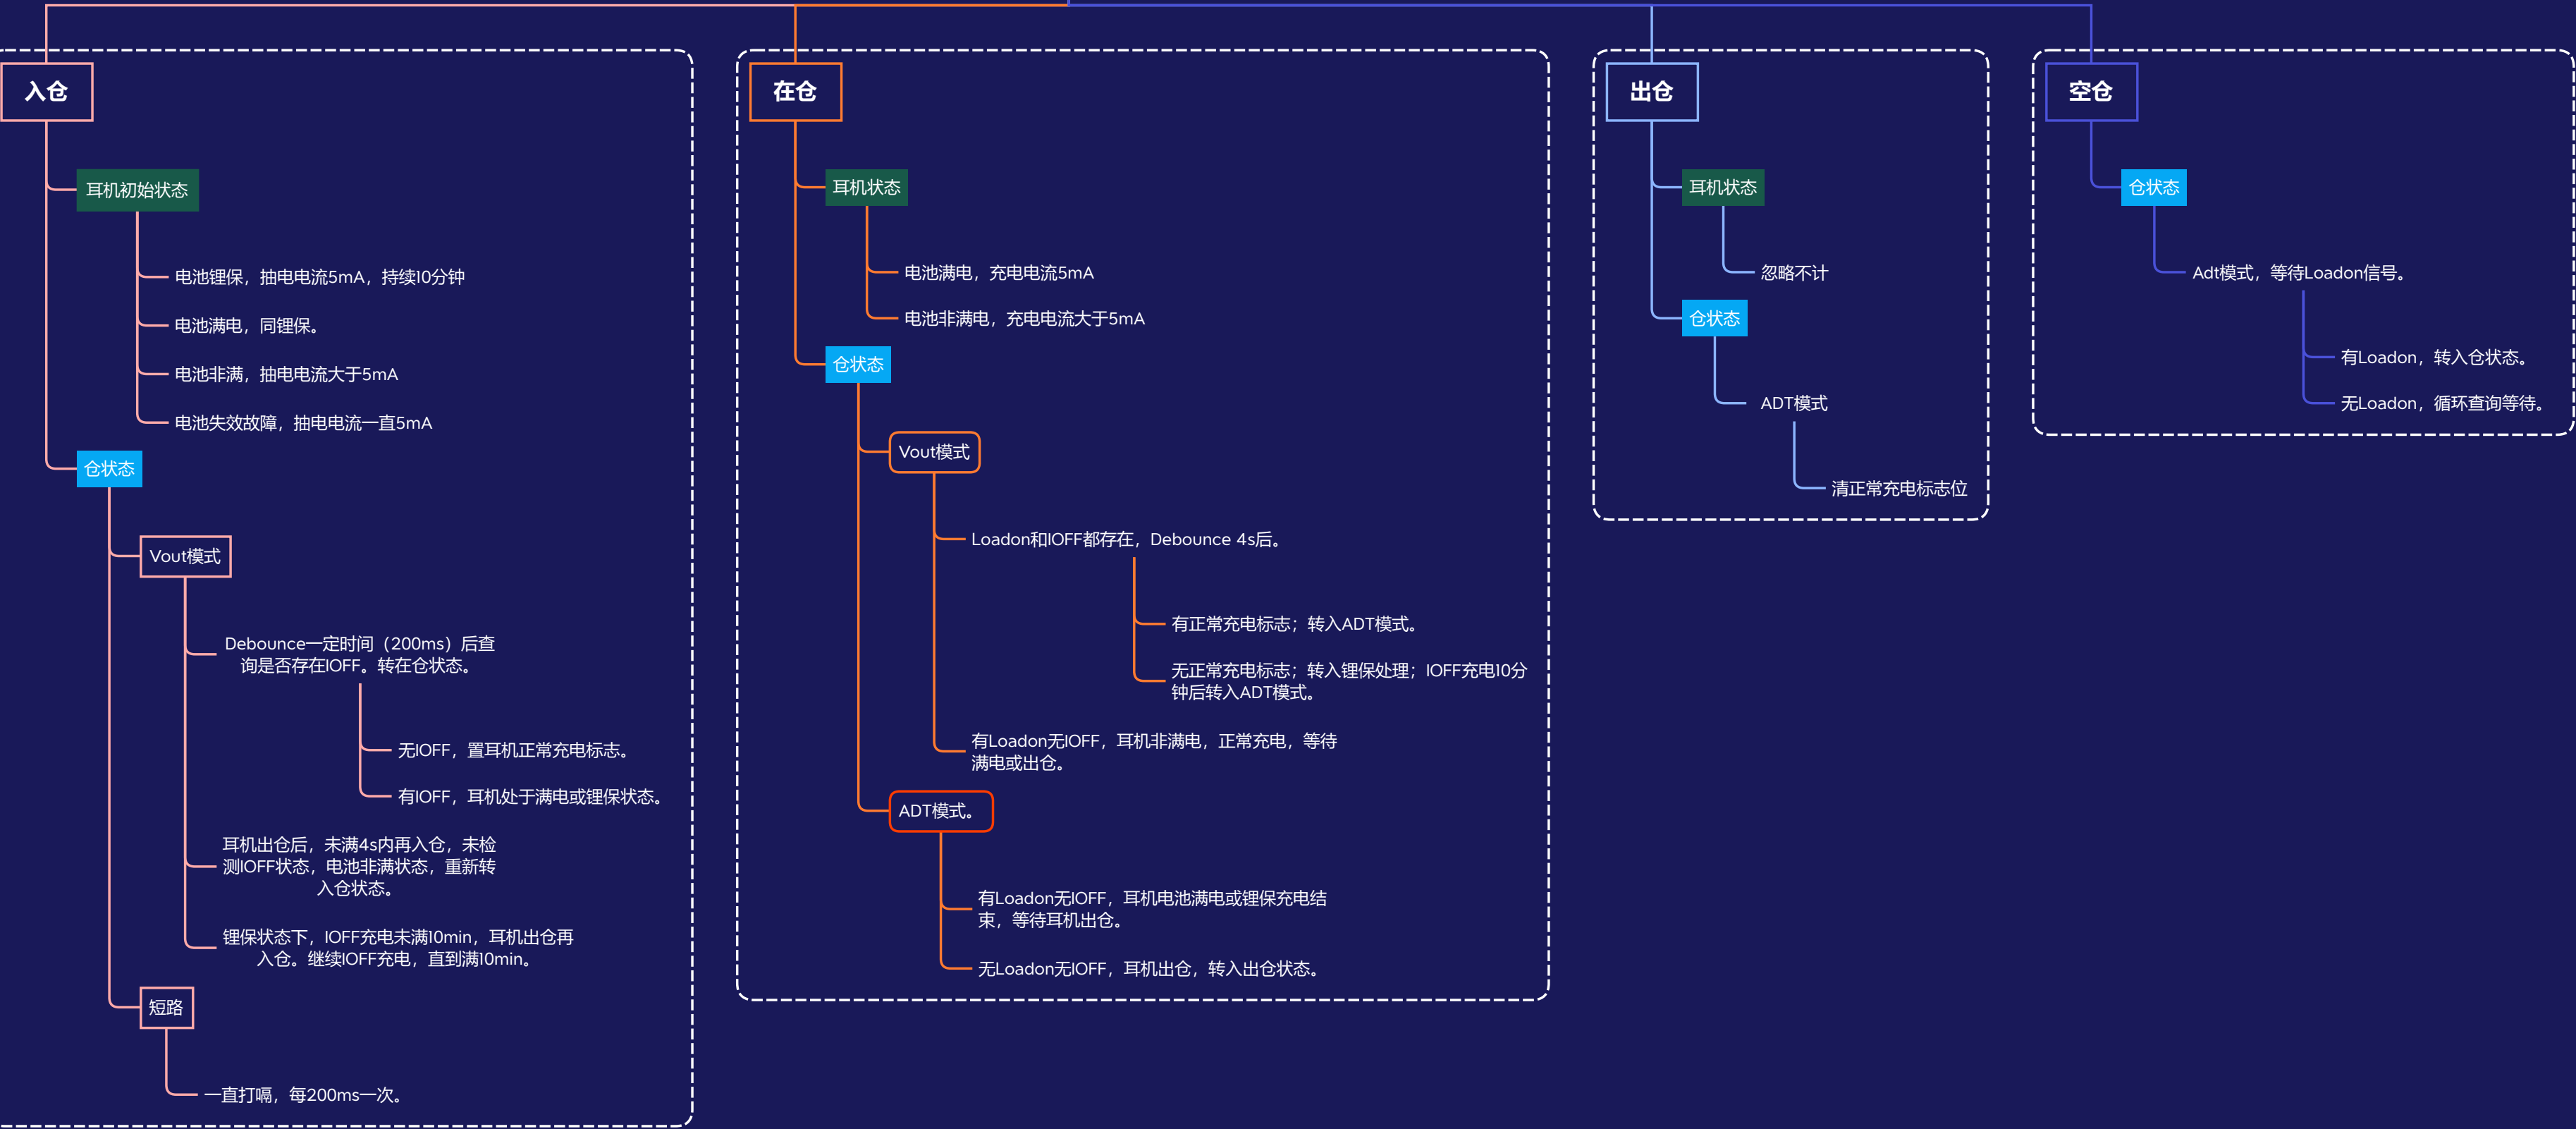 入仓
耳机初始状态
电池锂保，抽电电流5mA，持续10分钟
电池满电，同锂保。
电池非满，抽电电流大于5mA
电池失效故障，抽电电流一直5mA
仓状态
Vout模式
Debounce一定时间（200ms）后查
询是否存在IOFF。转在仓状态。
无IOFF，置耳机正常充电标志。
有IOFF，耳机处于满电或锂保状态。
耳机出仓后，未满4s内再入仓，未检
测IOFF状态，电池非满状态，重新转
入仓状态。
锂保状态下，IOFF充电未满10min，耳机出仓再
入仓。继续IOFF充电，直到满10min。
短路
一直打嗝，每200ms一次。
在仓
耳机状态
电池满电，充电电流5mA
电池非满电，充电电流大于5mA
仓状态
Vout模式
Loadon和IOFF都存在，Debounce 4s后。
有正常充电标志；转入ADT模式。
无正常充电标志；转入锂保处理；IOFF充电10分
钟后转入ADT模式。
有Loadon无IOFF，耳机非满电，正常充电，等待
满电或出仓。
ADT模式。
有Loadon无IOFF，耳机电池满电或锂保充电结
束，等待耳机出仓。
无Loadon无IOFF，耳机出仓，转入出仓状态。
出仓
耳机状态
忽略不计
仓状态
ADT模式
清正常充电标志位
空仓
仓状态
Adt模式，等待Loadon信号。
有Loadon，转入仓状态。
无Loadon，循环查询等待。